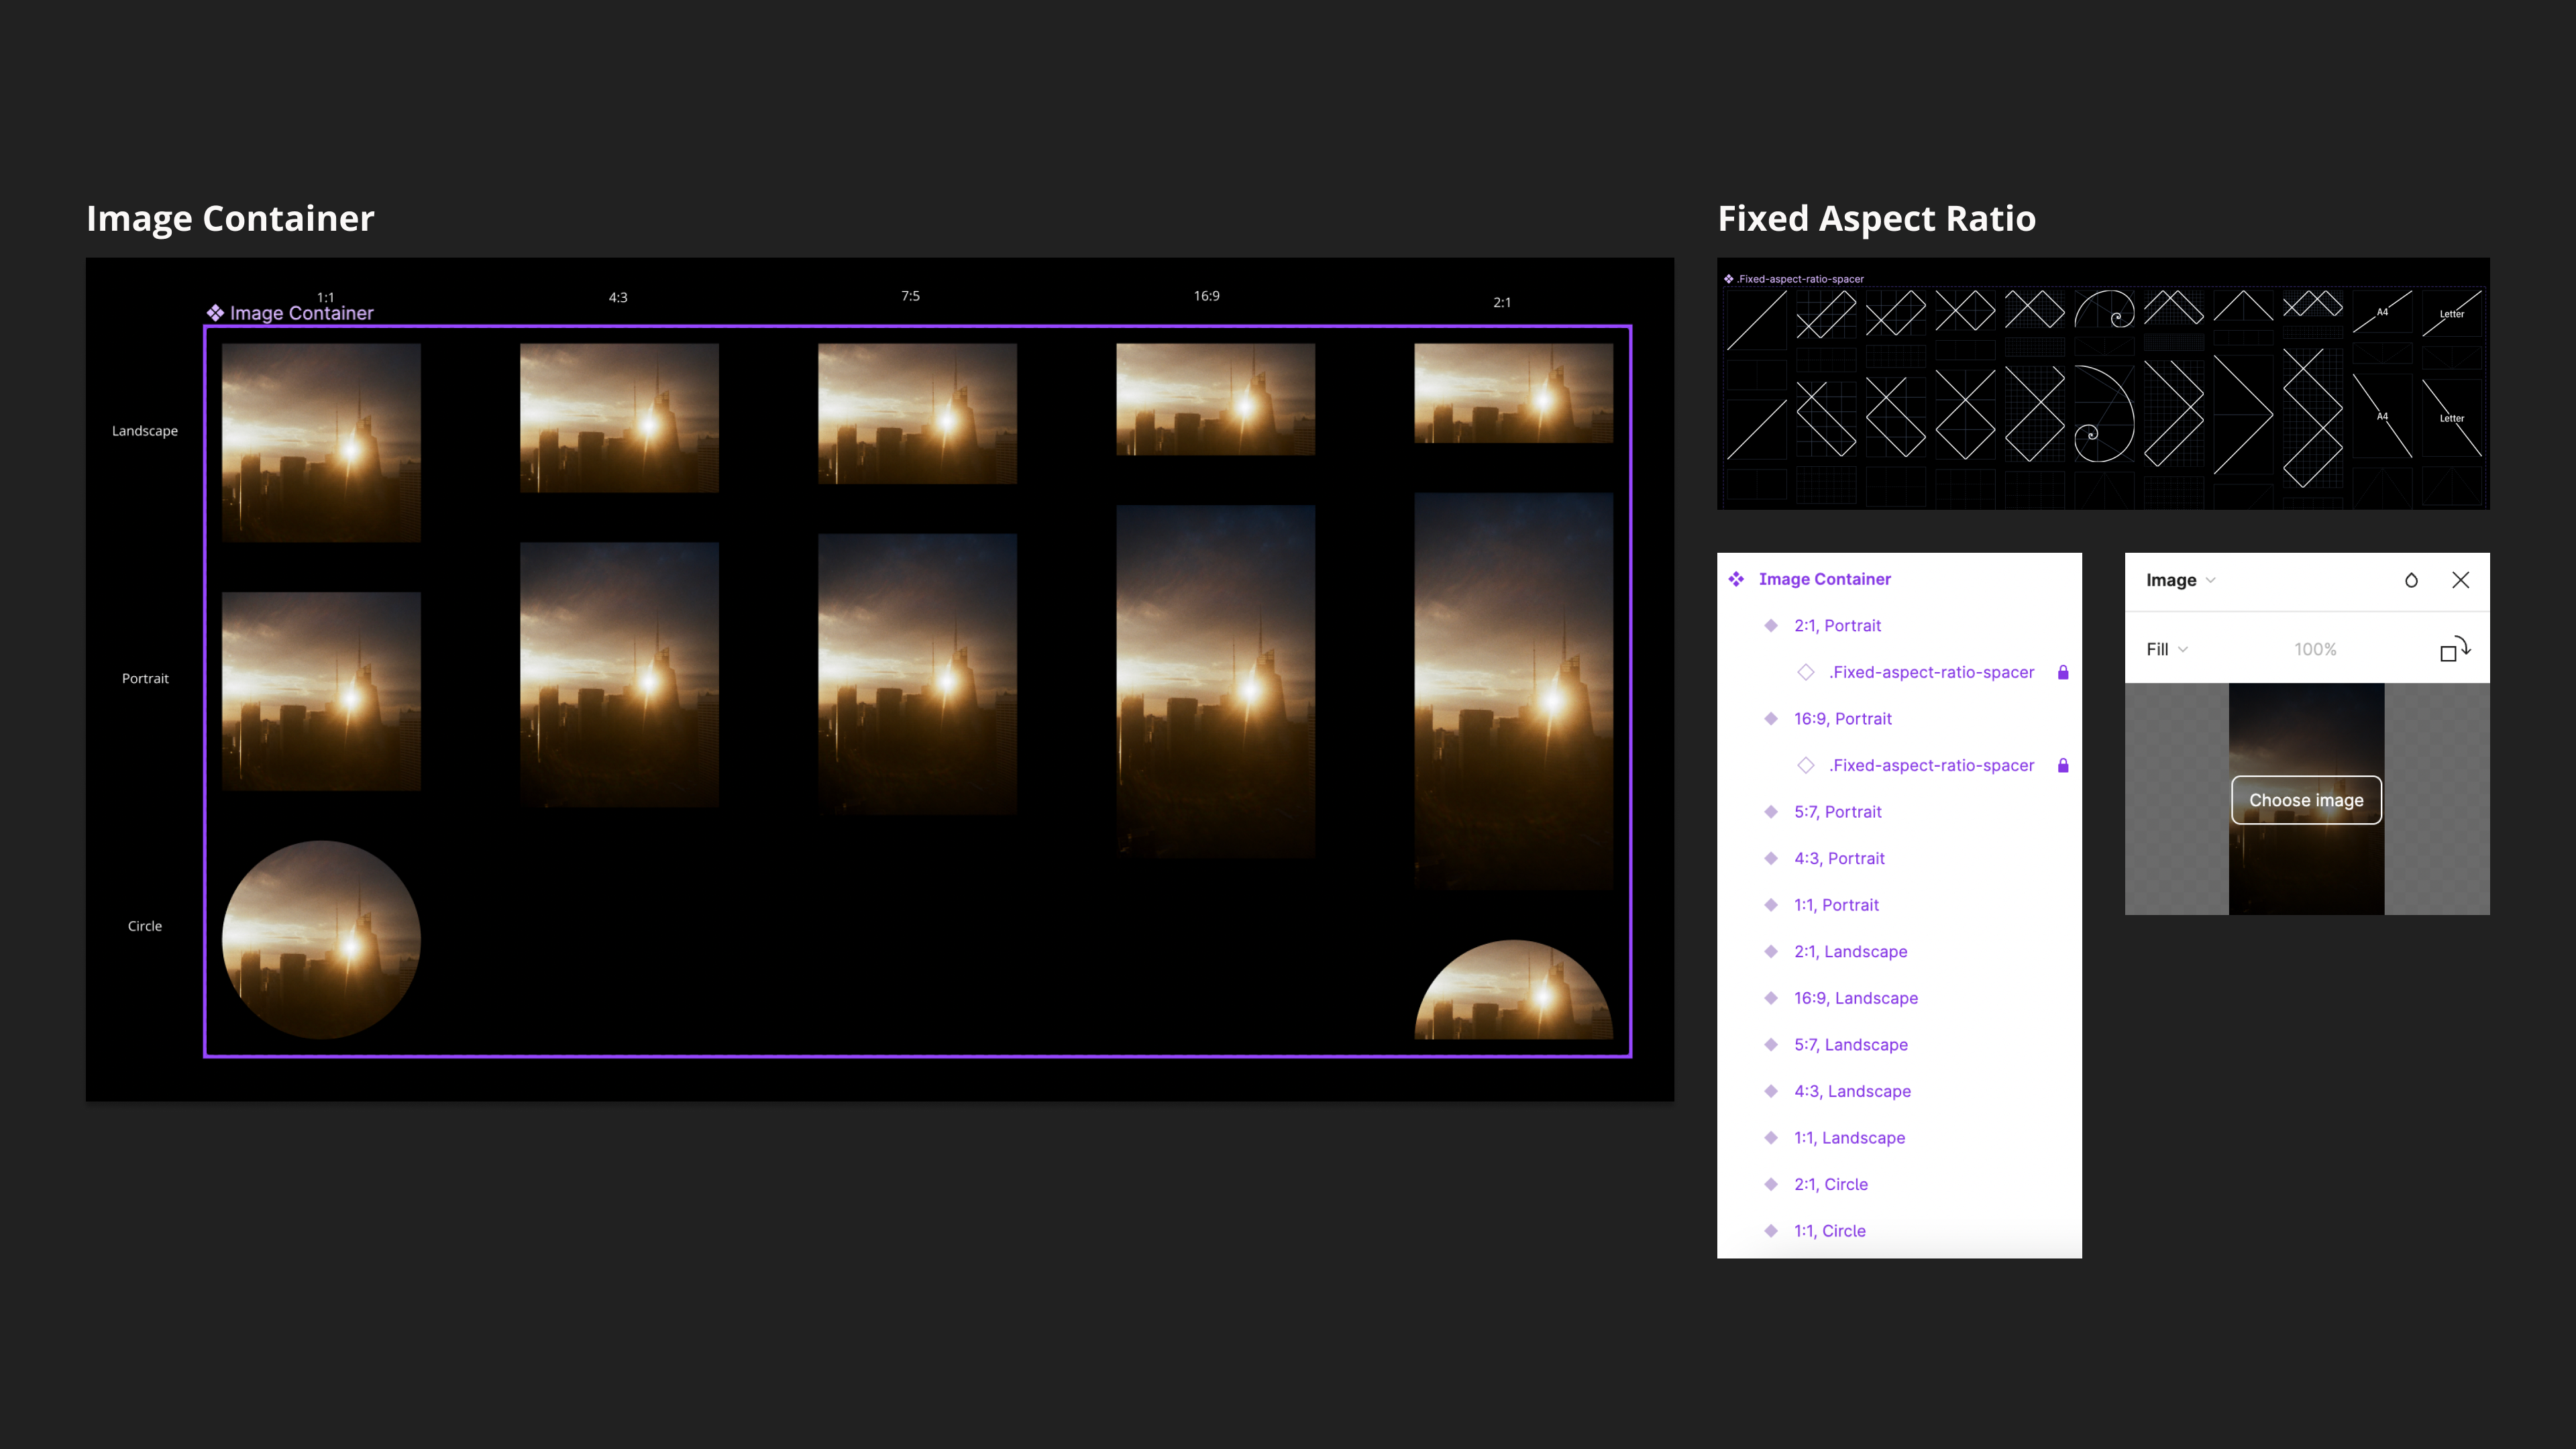 Image Container
Fixed Aspect Ratio
1:1
4:3
7:5
16:9
2:1
Image Container
Landscape
Portrait
Circle
.Fixed-aspect-ratio-spacer
A4
Letter
A4
Letter
Image Container
2:1, Portrait
.Fixed-aspect-ratio-spacer
16:9, Portrait
.Fixed-aspect-ratio-spacer
5:7, Portrait
4:3, Portrait
1:1, Portrait
2:1, Landscape
16:9, Landscape
5:7, Landscape
4:3, Landscape
1:1, Landscape
2:1, Circle
1:1, Circle
Image
Fill
100%
Choose image